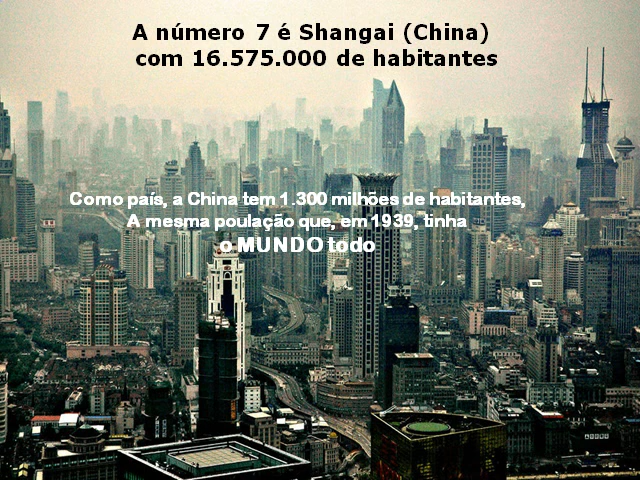 A número 7 é Shangai (China)
com 16.575.000 de habitantes
Como país, a China tem 1.300 milhões de habitantes,
A mesma poulação que, em 1939, tinha
o MUNDO todo